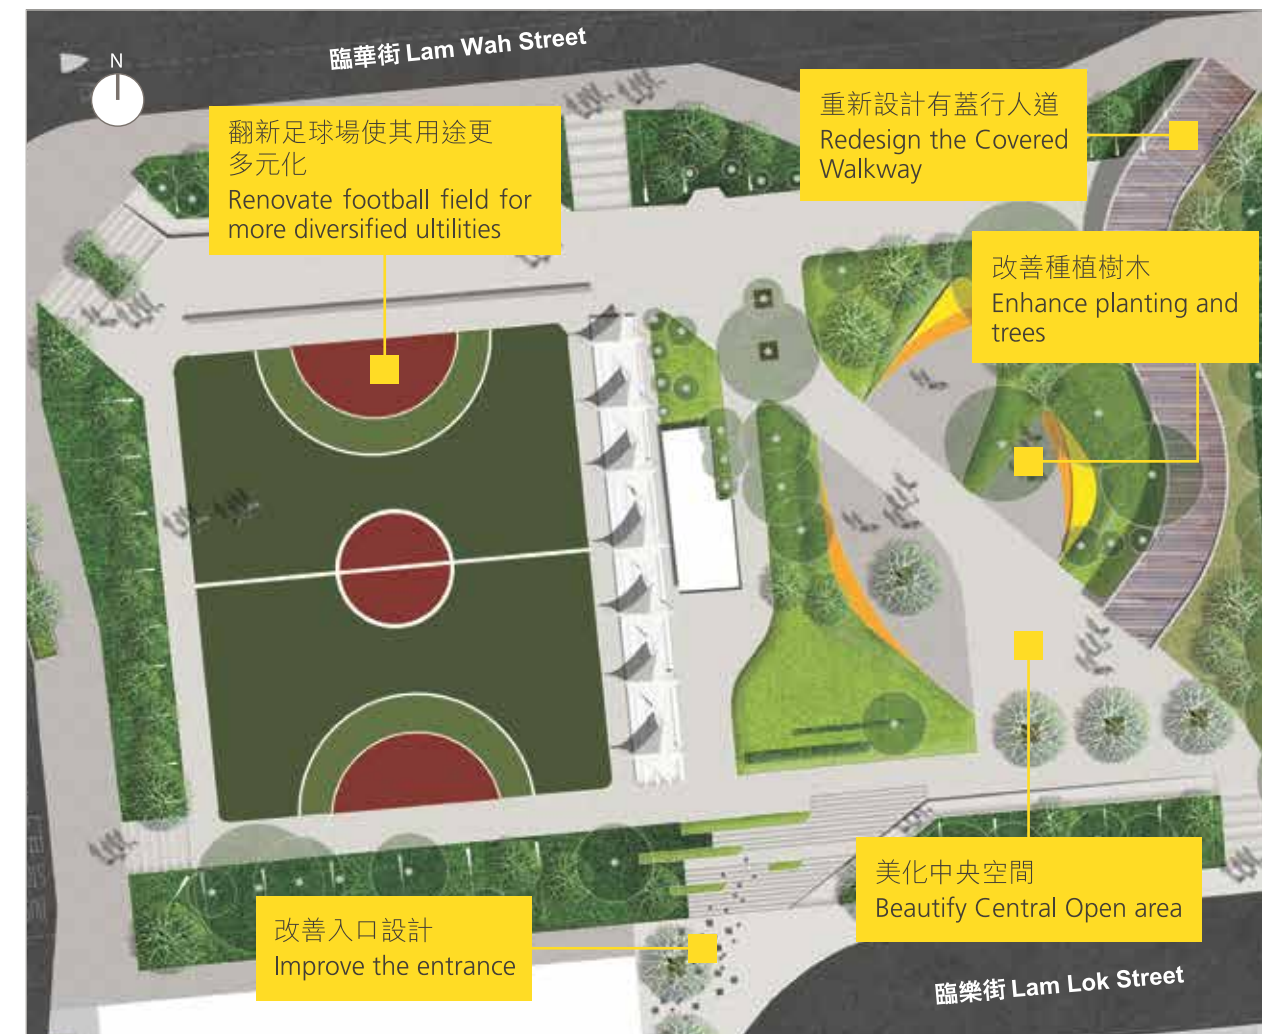 臨華街 Lam Wah Street
N
翻新足球場使其用途更
多元化
Renovate football field for
more diversified ultilities
重新設計有蓋行人道
Redesign the Covered
Walkway
改善種植樹木
Enhance planting and
trees
美化中央空間
Beautify Central Open area
改善入口設計
Improve the entrance
臨樂街 Lam Lok Street